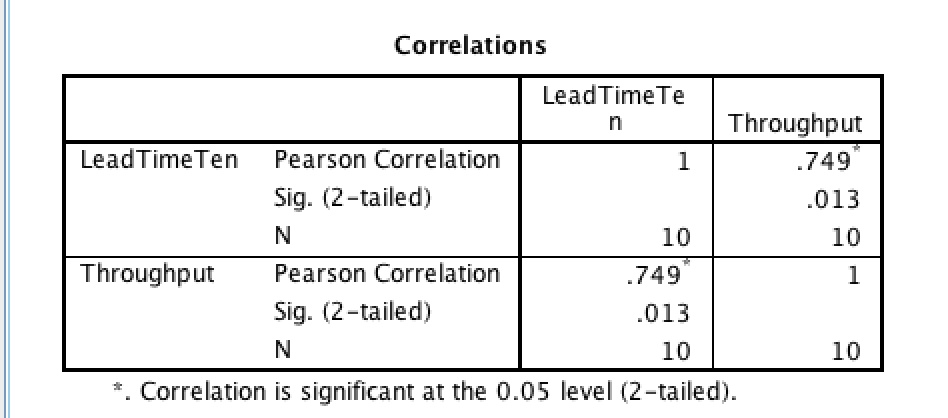 Correlations
LeadTimeTe
n
Throughput
LeadTimeTen Pearson Correlation 1 .749*
Sig. (2-tailed) .013
N 10 10
Throughput Pearson Correlation .749* 1
Sig. (2-tailed) .013
N 10 10
*. Correlation is significant at the 0.05 level (2-tailed).